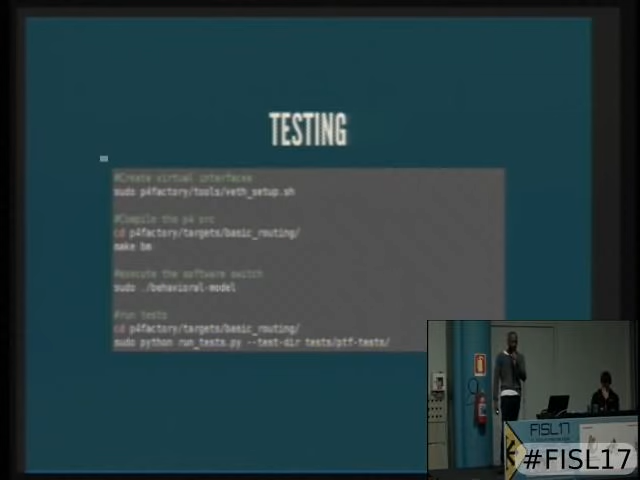 TESTING
#Create virtual interfaces
sudo p4factory/tools/veth_setup.sh
#Compile the p4 src
cd p4factory/targets/basic_routing/
make bm
#execute the software switch
sudo ./behavioral-model
#run tests
cd p4factory/targets/basic_routing/
sudo python run_tests.py --test-dir tests/ptf-tests/
FISL17
#FISL17